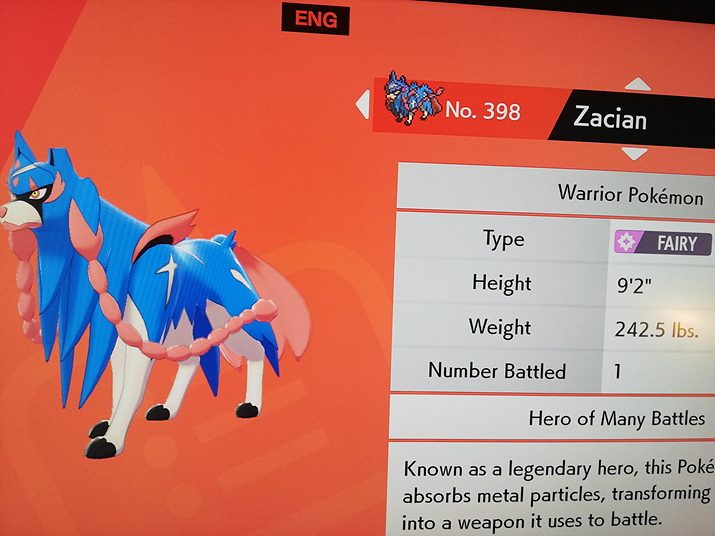 ENG
No. 398
Zacian
Warrior Pokémon
Type
FAIRY
Height
9'2"
Weight
242.5 lbs.
Number Battled
1
Hero of Many Battles
Known as a legendary hero, this Poké
absorbs metal particles, transforming
into a weapon it uses to battle.